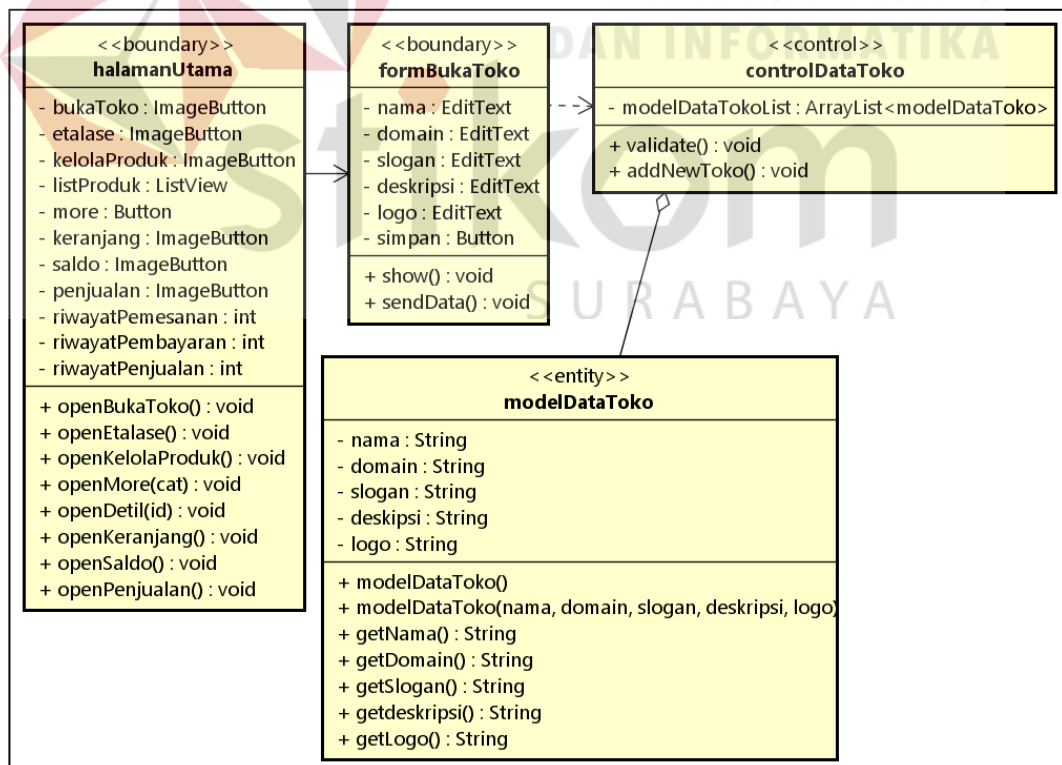 DAN INFORMATIKA
stikom
SURABAYA
<<boundary>>
halamanUtama
- bukaToko : ImageButton
- etalase : ImageButton
- kelolaProduk : ImageButton
- listProduk : ListView
- more : Button
- keranjang : ImageButton
- saldo : ImageButton
- penjualan : ImageButton
- riwayatPemesanan : int
- riwayatPembayaran : int
- riwayatPenjualan : int
+ openBukaToko() : void
+ openEtalase() : void
+ openKelolaProduk() : void
+ openMore(cat) : void
+ openDetil(id) : void
+ openKeranjang() : void
+ openSaldo() : void
+ openPenjualan() : void
<<boundary>>
formBukaToko
- nama : EditText
- domain : EditText
- slogan : EditText
- deskripsi : EditText
- logo : EditText
- simpan : Button
+ show() : void
+ sendData() : void
<<control>>
controlDataToko
- modelDataTokoList : ArrayList<modelDataToko>
+ validate() : void
+ addNewToko() : void
<<entity>>
modelDataToko
- nama : String
- domain : String
- slogan : String
- deskipsi : String
- logo : String
+ modelDataToko()
+ modelDataToko(nama, domain, slogan, deskripsi, logo)
+ getNama() : String
+ getDomain() : String
+ getSlogan() : String
+ getdeskripsi() : String
+ getLogo() : String